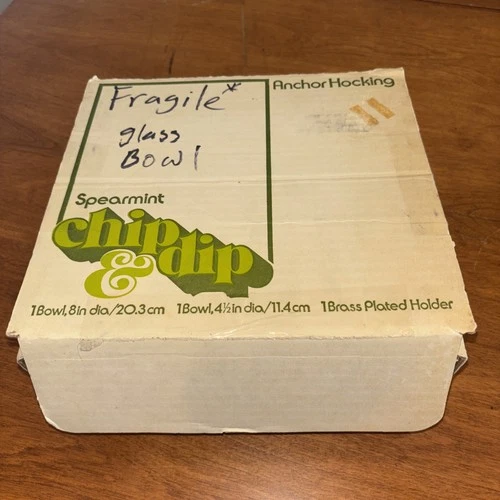 Anchor Hocking
Fragile*
glass
Bowl
Spearmint
chip
& dip
1 Bowl, 8 in dia/20.3 cm 1 Bowl, 4½ in dia/11.4 cm 1 Brass Plated Holder